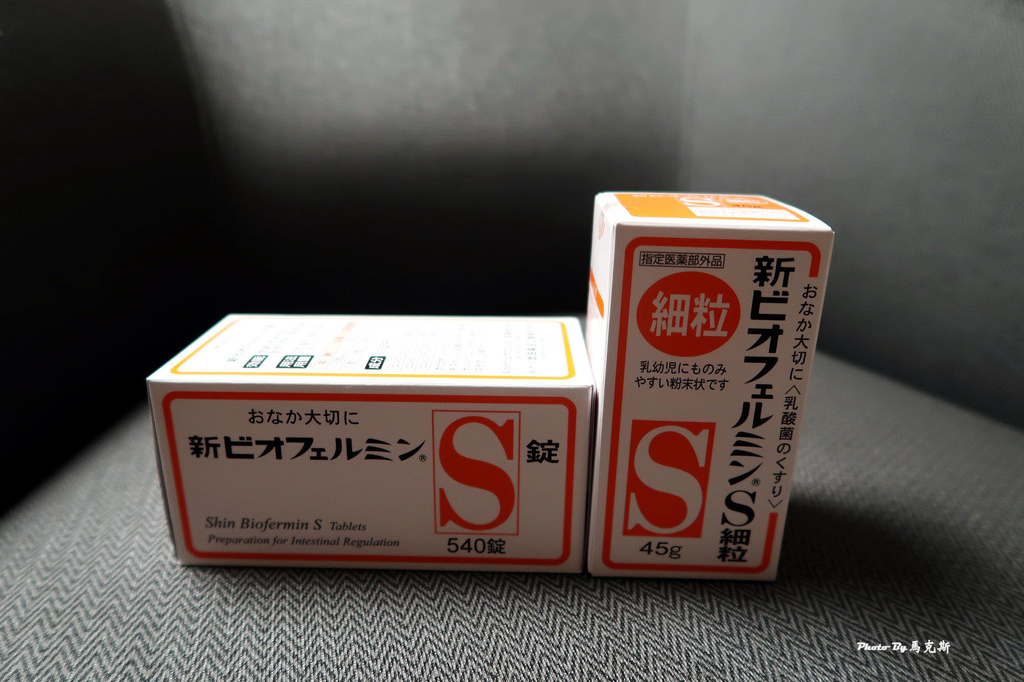 おなか大切に
新ビオフェルミン®
S
錠
Shin Biofermin S Tablets
Preparation for Intestinal Regulation
540錠
S
指定医薬部外品
細粒
乳幼児にものみ
やすい粉末状です
新ビオフェルミン®S細粒
おなか大切に〈乳酸菌のくすり〉
S
45g
Photo By 馬克斯